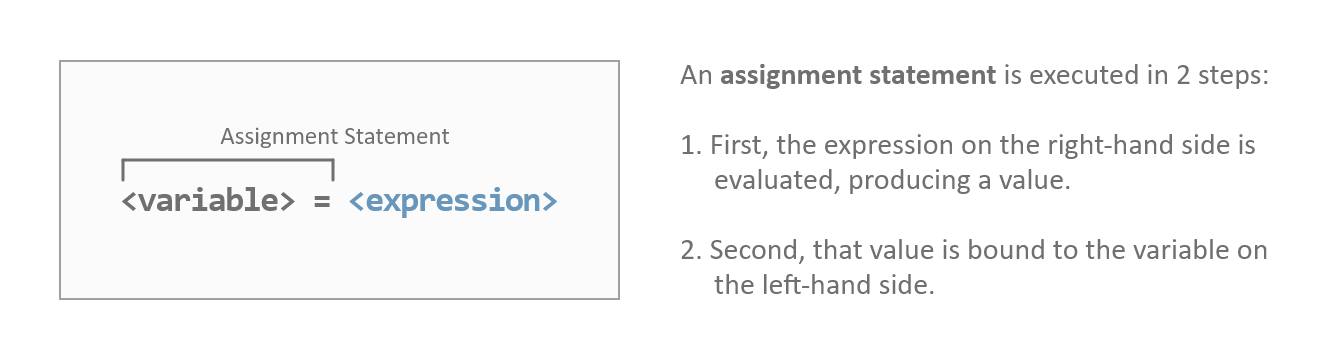 Assignment Statement
<variable> = <expression>
An assignment statement is executed in 2 steps:
1. First, the expression on the right-hand side is
evaluated, producing a value.
2. Second, that value is bound to the variable on
the left-hand side.